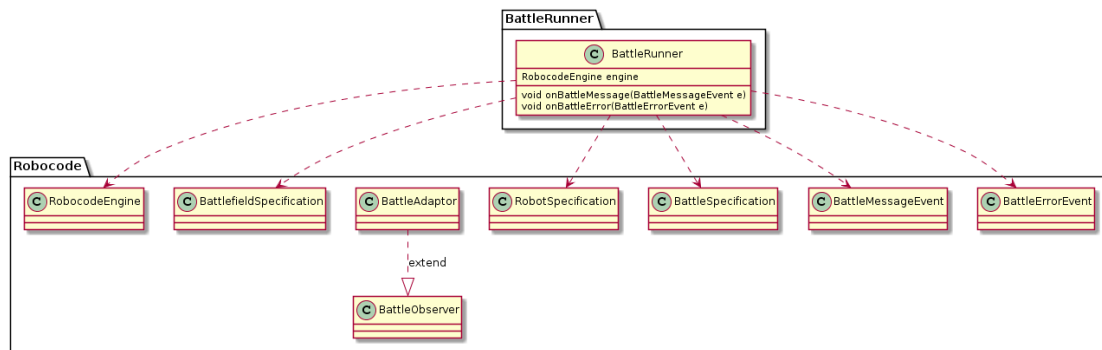 BattleRunner
C BattleRunner
RobocodeEngine engine
void onBattleMessage(BattleMessageEvent e)
void onBattleError(BattleErrorEvent e)
Robocode
C RobocodeEngine
C BattlefieldSpecification
C BattleAdaptor
C RobotSpecification
C BattleSpecification
C BattleMessageEvent
C BattleErrorEvent
extend
C BattleObserver